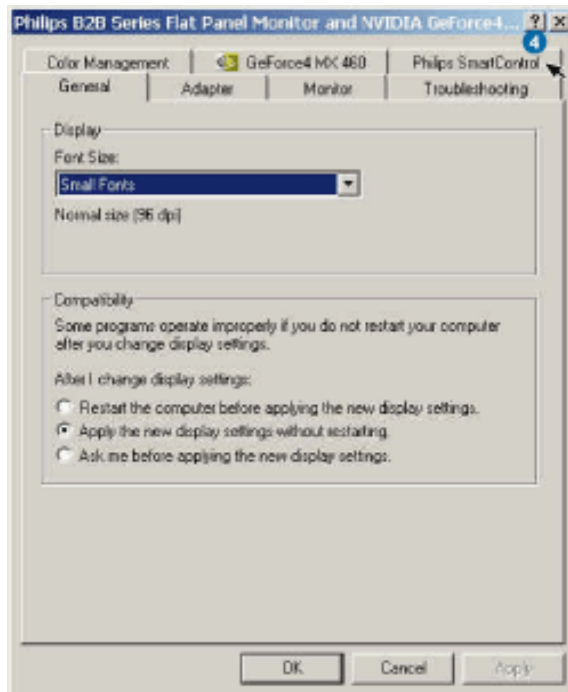 Philips B2B Series Flat Panel Monitor and NVIDIA GeForce4... ? ×
4
Color Management GeForce4 MX 460 Philips SmartControl
General Adapter Monitor Troubleshooting
Display
Font Size:
Small Fonts
Normal size (96 dpi)
Compatibility
Some programs operate improperly if you do not restart your computer
after you change display settings.
After I change display settings:
Restart the computer before applying the new display settings.
Apply the new display settings without restarting.
Ask me before applying the new display settings.
OK Cancel Apply